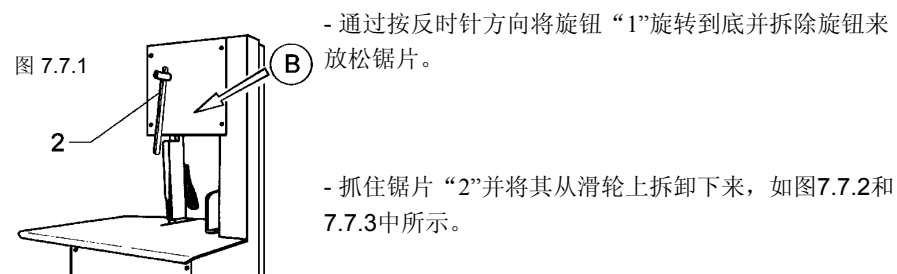 - 通过按反时针方向将旋钮“1”旋转到底并拆除旋钮来
放松锯片。
图 7.7.1
B
2
- 抓住锯片“2”并将其从滑轮上拆卸下来，如图7.7.2和
7.7.3中所示。